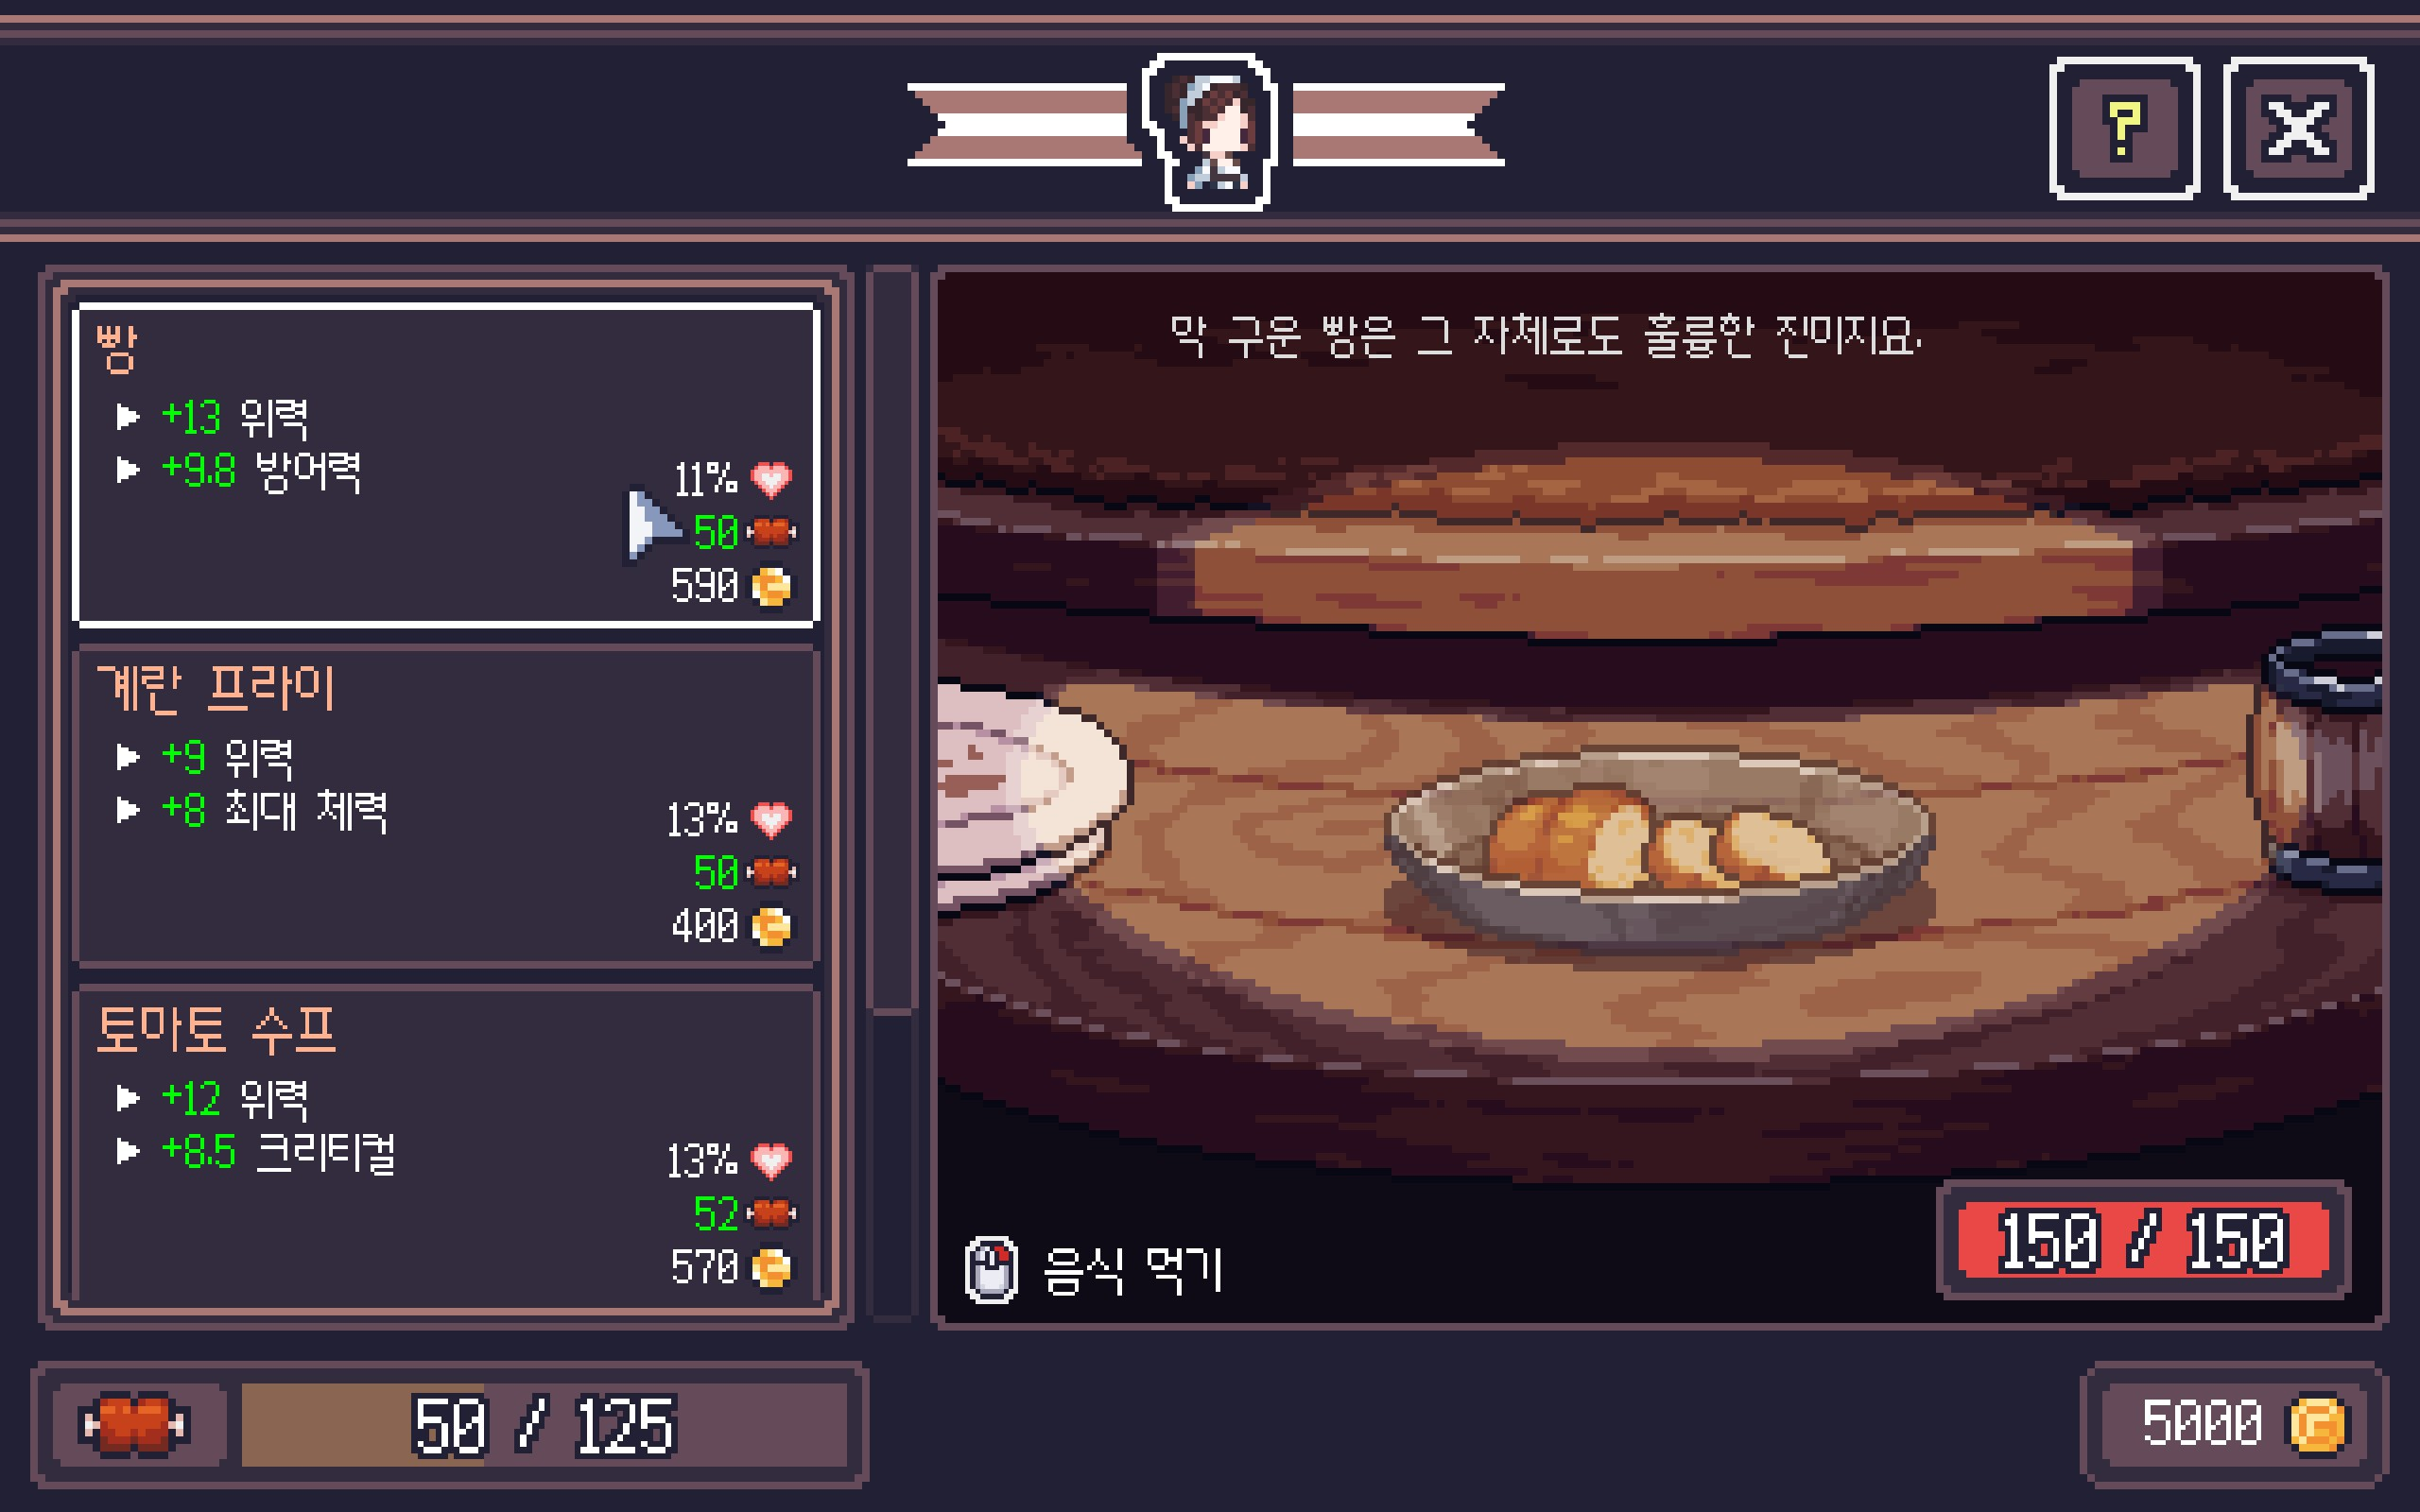 ?
빵
+13 위력
+9.8 방어력
11%
50
590
계란 프라이
+9 위력
+8 최대 체력
13%
50
400
토마토 수프
+12 위력
+8.5 크리티컬
13%
52
570
막 구운 빵은 그 자체로도 훌륭한 진미지요.
음식 먹기
150 / 150
50 / 125
5000